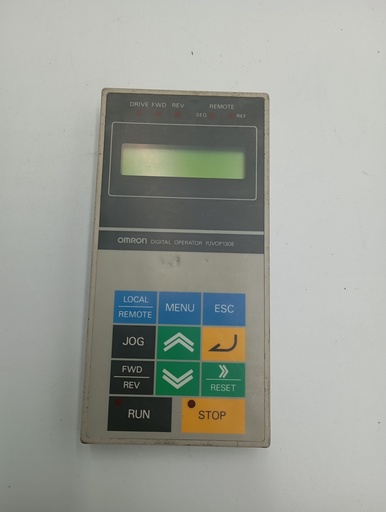 DRIVE FWD REV REMOTE
SEQ REF
OMRON DIGITAL OPERATOR PJVOP130E
LOCAL
REMOTE
MENU
ESC
JOG
FWD
REV
RESET
RUN
STOP